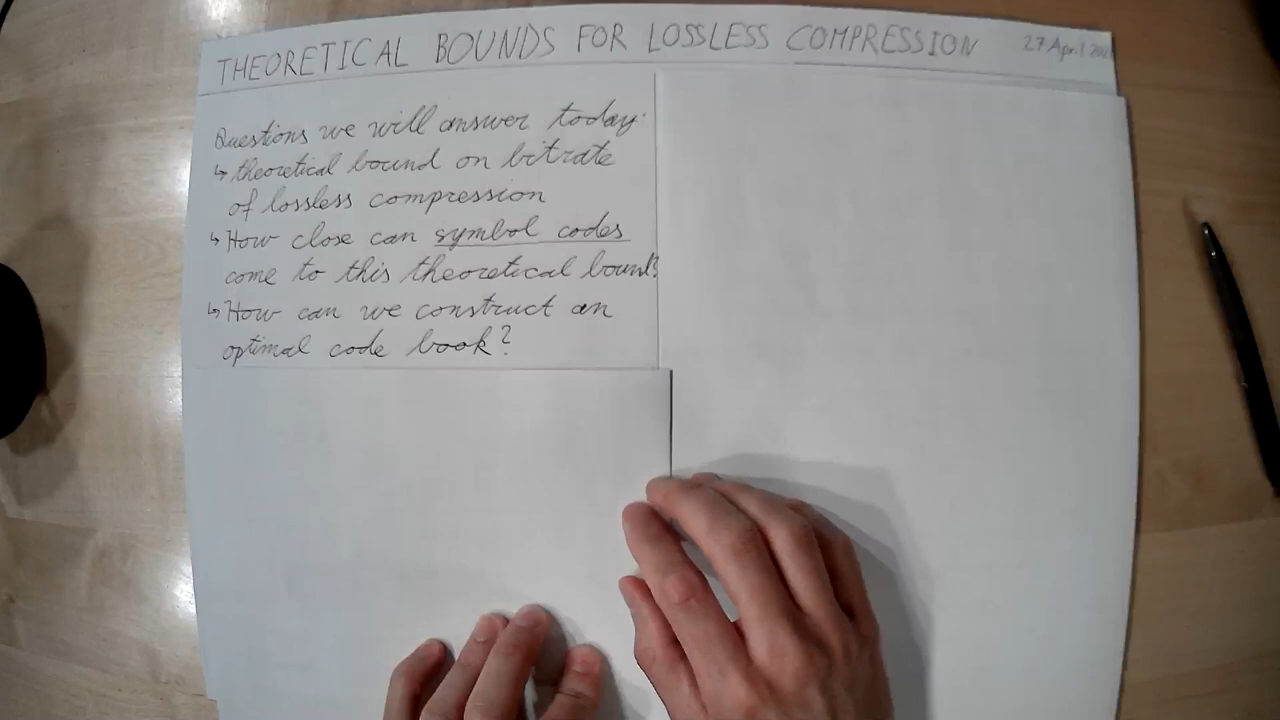 THEORETICAL BOUNDS FOR LOSSLESS COMPRESSION 27 April
Questions we will answer today:
↳ theoretical bound on bitrate
of lossless compression
↳ How close can symbol codes
come to this theoretical bound?
↳ How can we construct an
optimal code book?